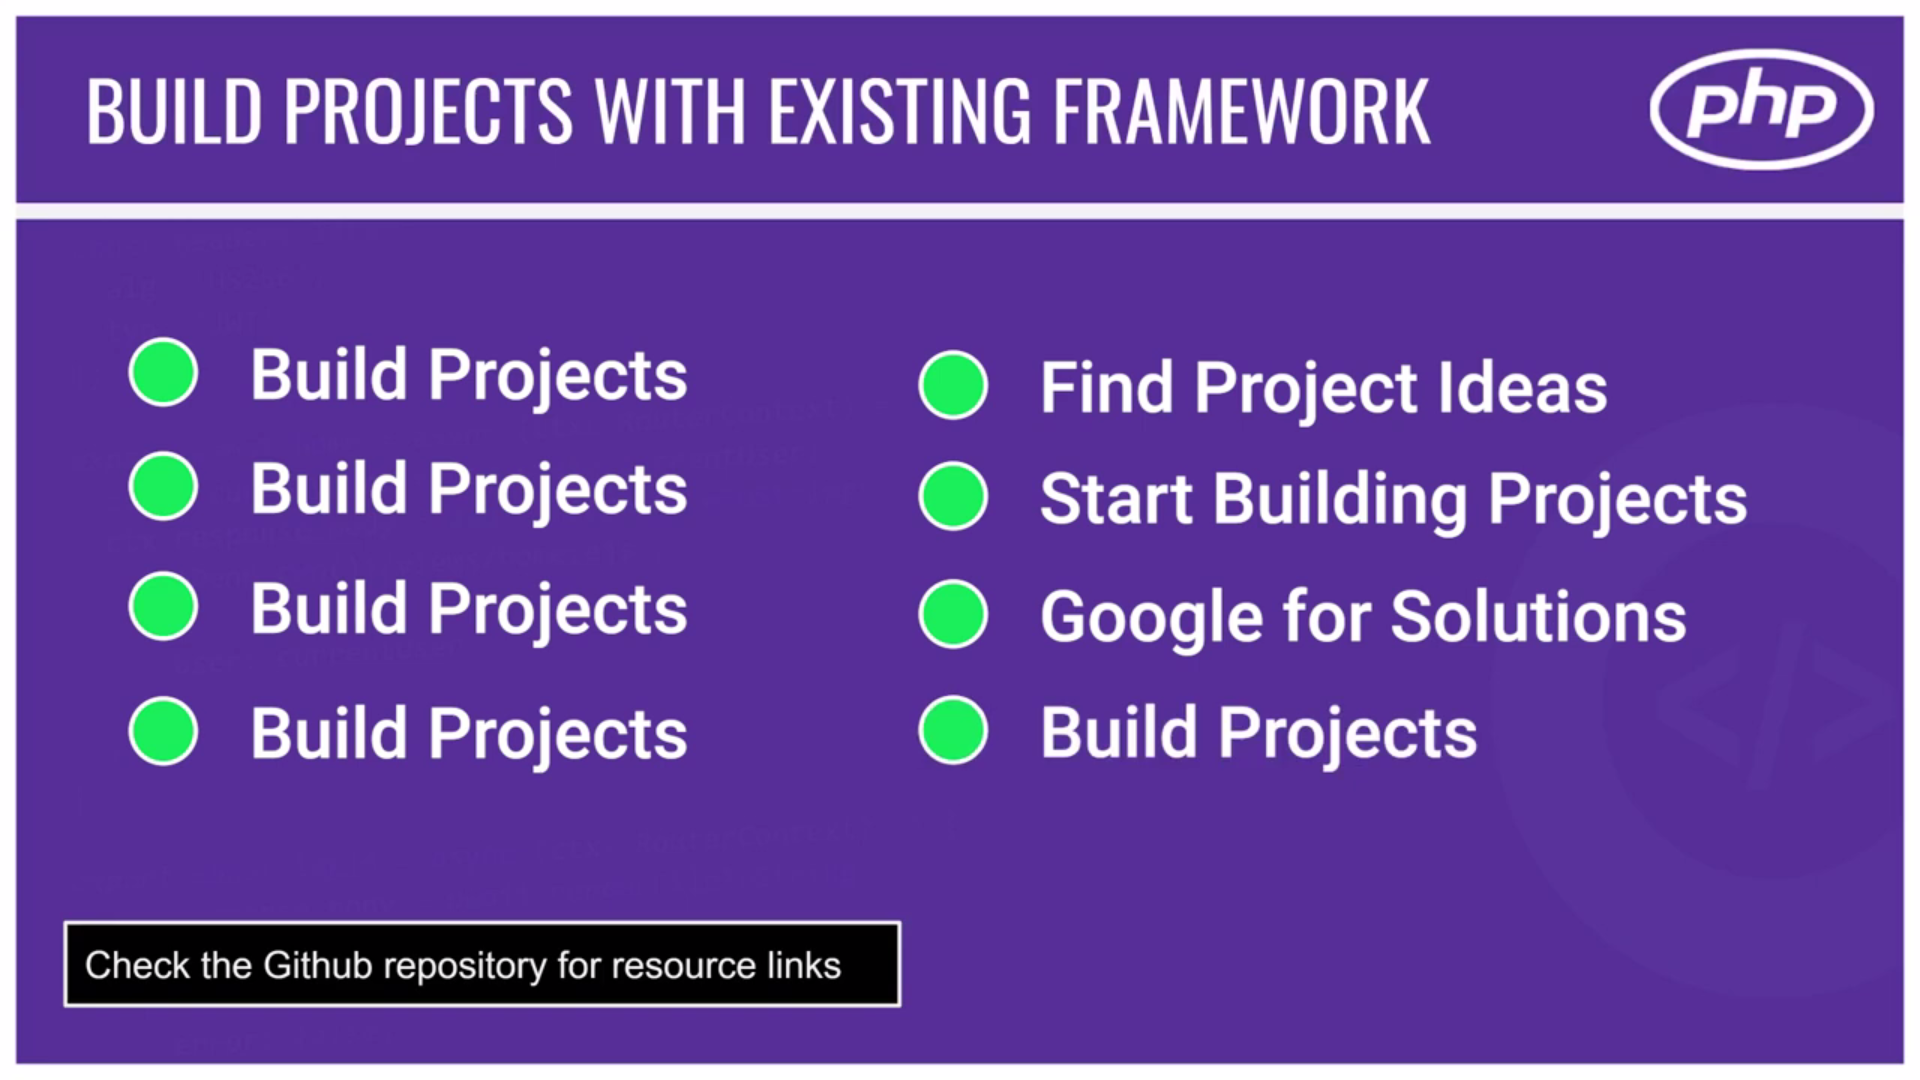 BUILD PROJECTS WITH EXISTING FRAMEWORK
php
Build Projects
Build Projects
Build Projects
Build Projects
Find Project Ideas
Start Building Projects
Google for Solutions
Build Projects
Check the Github repository for resource links